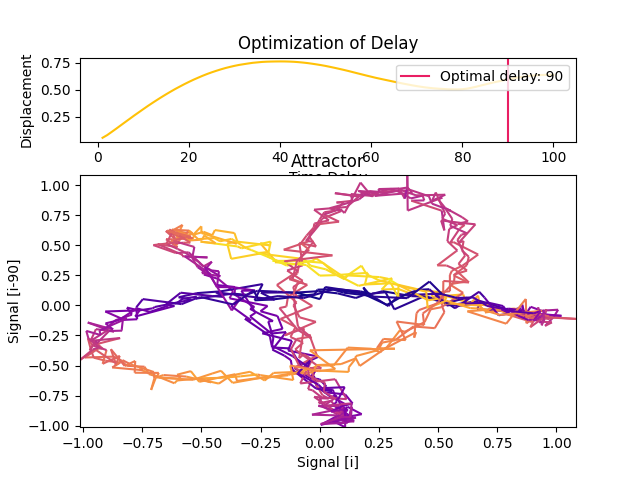 Optimization of Delay
Displacement
0.75
0.50
0.25
Optimal delay: 90
0 20 40 60 80 100
Time Delay
Attractor
Signal [i-90]
1.00
0.75
0.50
0.25
0.00
−0.25
−0.50
−0.75
−1.00
−1.00 −0.75 −0.50 −0.25 0.00 0.25 0.50 0.75 1.00
Signal [i]